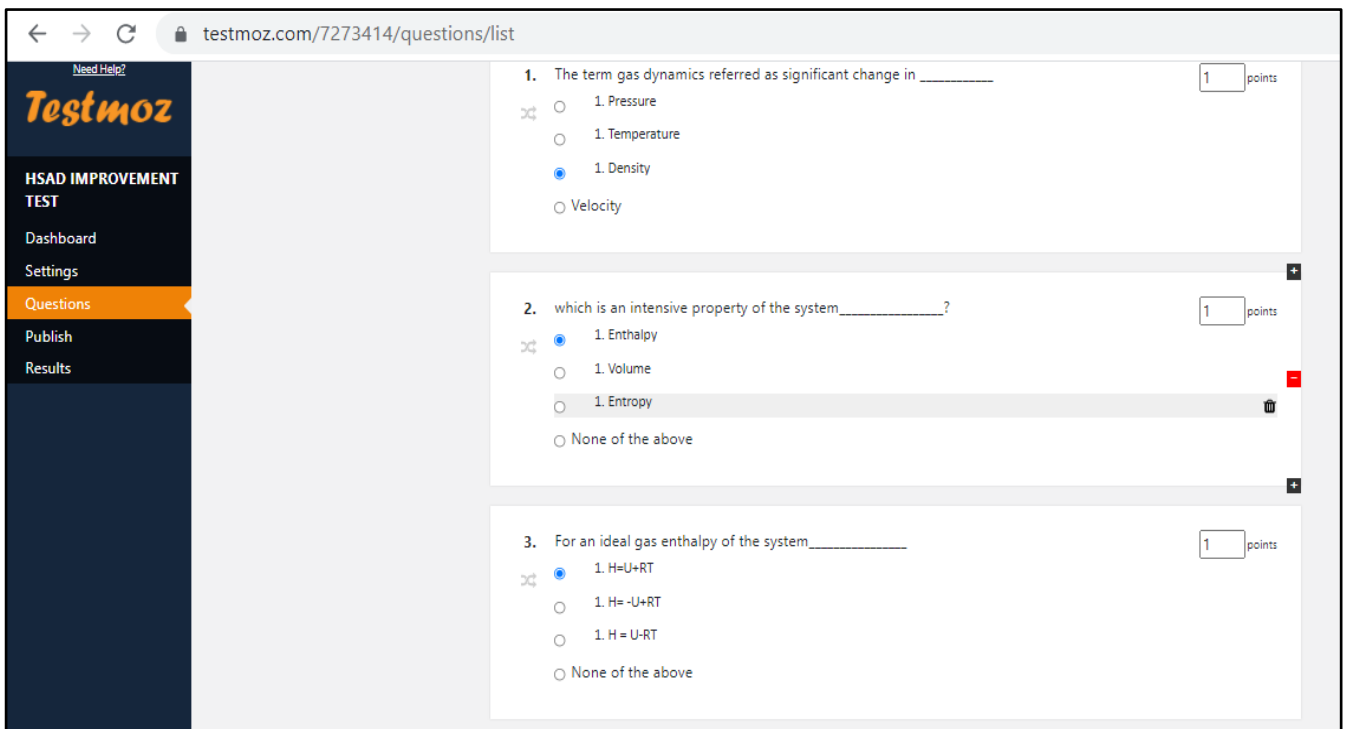 testmoz.com/7273414/questions/list
Need Help?
Testmoz
HSAD IMPROVEMENT
TEST
Dashboard
Settings
Questions
Publish
Results
1. The term gas dynamics referred as significant change in ____________
1 points
1. Pressure
1. Temperature
1. Density
Velocity
2. which is an intensive property of the system_________________?
1 points
1. Enthalpy
1. Volume
1. Entropy
None of the above
3. For an ideal gas enthalpy of the system________________
1 points
1. H=U+RT
1. H= -U+RT
1. H = U-RT
None of the above